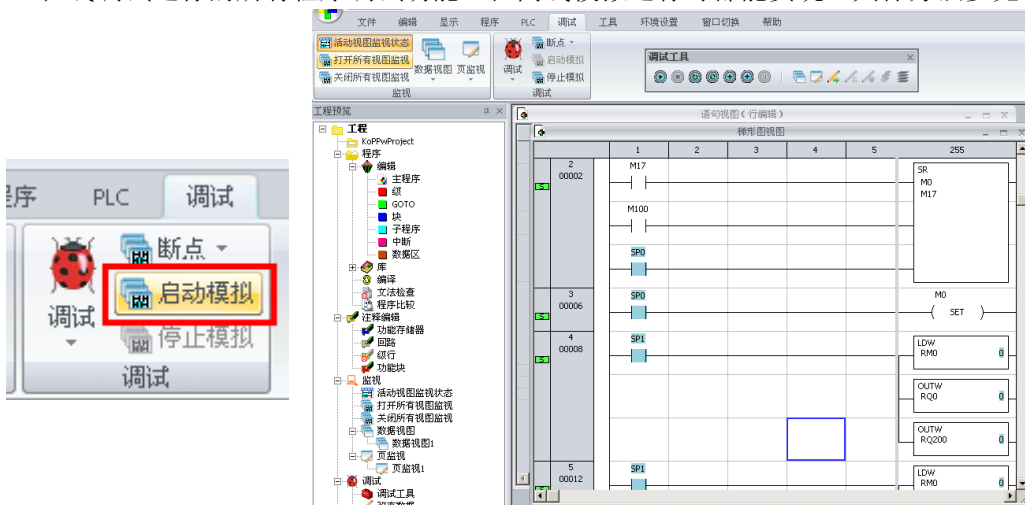 程序 PLC 调试
断点
启动模拟
停止模拟
调试
调试
文件 编辑 显示 程序 PLC 调试 工具 环境设置 窗口切换 帮助
活动视图监视状态
打开所有视图监视
关闭所有视图监视
数据视图 页监视
监视
调试
断点
启动模拟
停止模拟
调试
调试工具
工程预览
工程
KoPPwProject
程序
编辑
主程序
级
GOTO
块
子程序
中断
数据区
库
编译
文法检查
程序比较
注释编辑
功能存储器
回路
级行
功能块
监视
活动视图监视状态
打开所有视图监视
关闭所有视图监视
数据视图
数据视图1
页监视
页监视1
调试
调试工具
语句视图(行编辑)
梯形图视图
1 2 3 4 5 255
2
00002
M17
M100
SP0
SR
M0
M17
3
00006
SP0
M0
( SET )
4
00008
SP1
LDW
RM0 0
OUTW
RQ0 0
OUTW
RQ200 0
5
00012
SP1
LDW
RM0 0